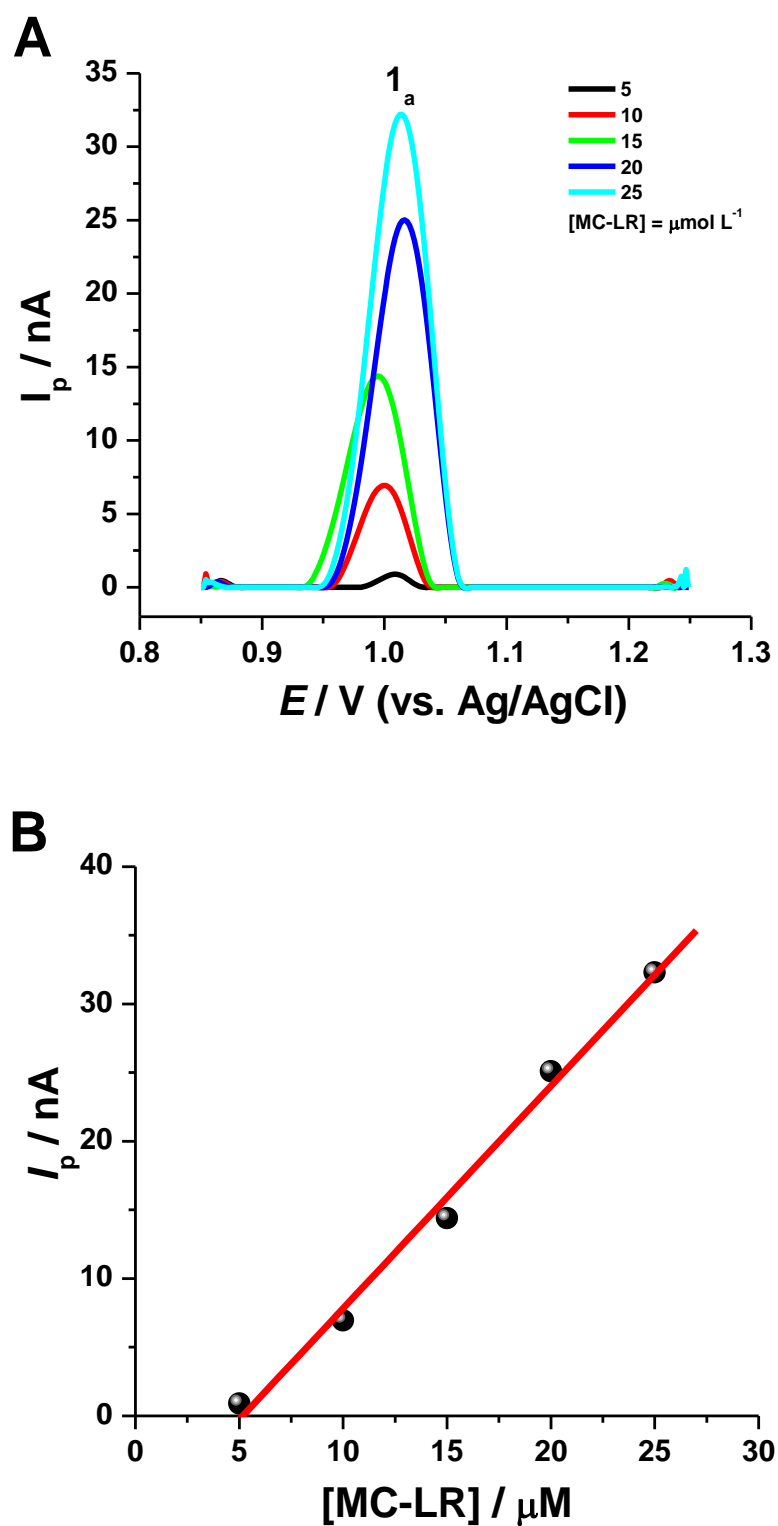 A
1a
35
30
25
20
15
10
5
0
Ip / nA
5
10
15
20
25
[MC-LR] = μmol L-1
0.8 0.9 1.0 1.1 1.2 1.3
E / V (vs. Ag/AgCl)
B
40
30
20
10
0
Ip / nA
0 5 10 15 20 25 30
[MC-LR] / μM